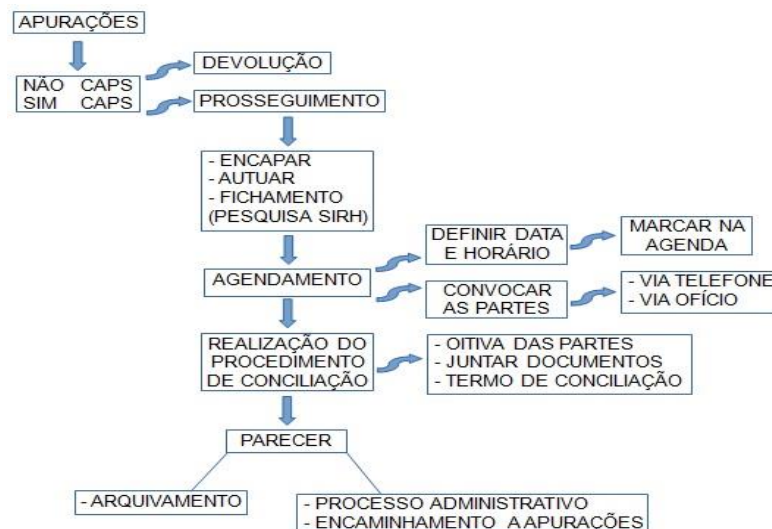 APURAÇÕES
DEVOLUÇÃO
NÃO CAPS
SIM CAPS
PROSSEGUIMENTO
- ENCAPAR
- AUTUAR
- FICHAMENTO
(PESQUISA SIRH)
DEFINIR DATA
E HORÁRIO
MARCAR NA
AGENDA
AGENDAMENTO
CONVOCAR
AS PARTES
- VIA TELEFONE
- VIA OFÍCIO
REALIZAÇÃO DO
PROCEDIMENTO
DE CONCILIAÇÃO
- OITIVA DAS PARTES
- JUNTAR DOCUMENTOS
- TERMO DE CONCILIAÇÃO
PARECER
- ARQUIVAMENTO
- PROCESSO ADMINISTRATIVO
- ENCAMINHAMENTO A APURAÇÕES